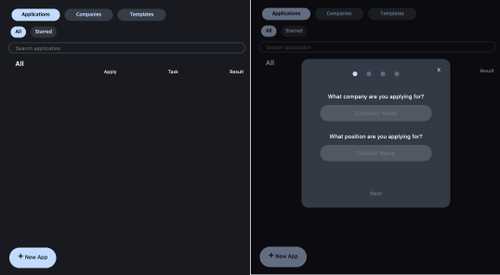 Applications Companies Templates
All Starred
Search application
All
Apply Task Result
+ New App
Applications Companies Templates
All Starred
Search application
All
Result
x
What company are you applying for?
Company Name
What position are you applying for?
Next
+ New App